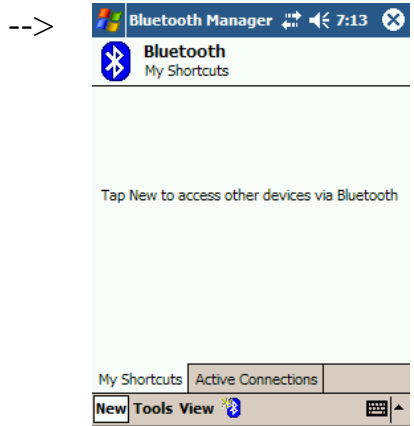 -->
Bluetooth Manager 7:13
Bluetooth
My Shortcuts
Tap New to access other devices via Bluetooth
My Shortcuts Active Connections
New Tools View